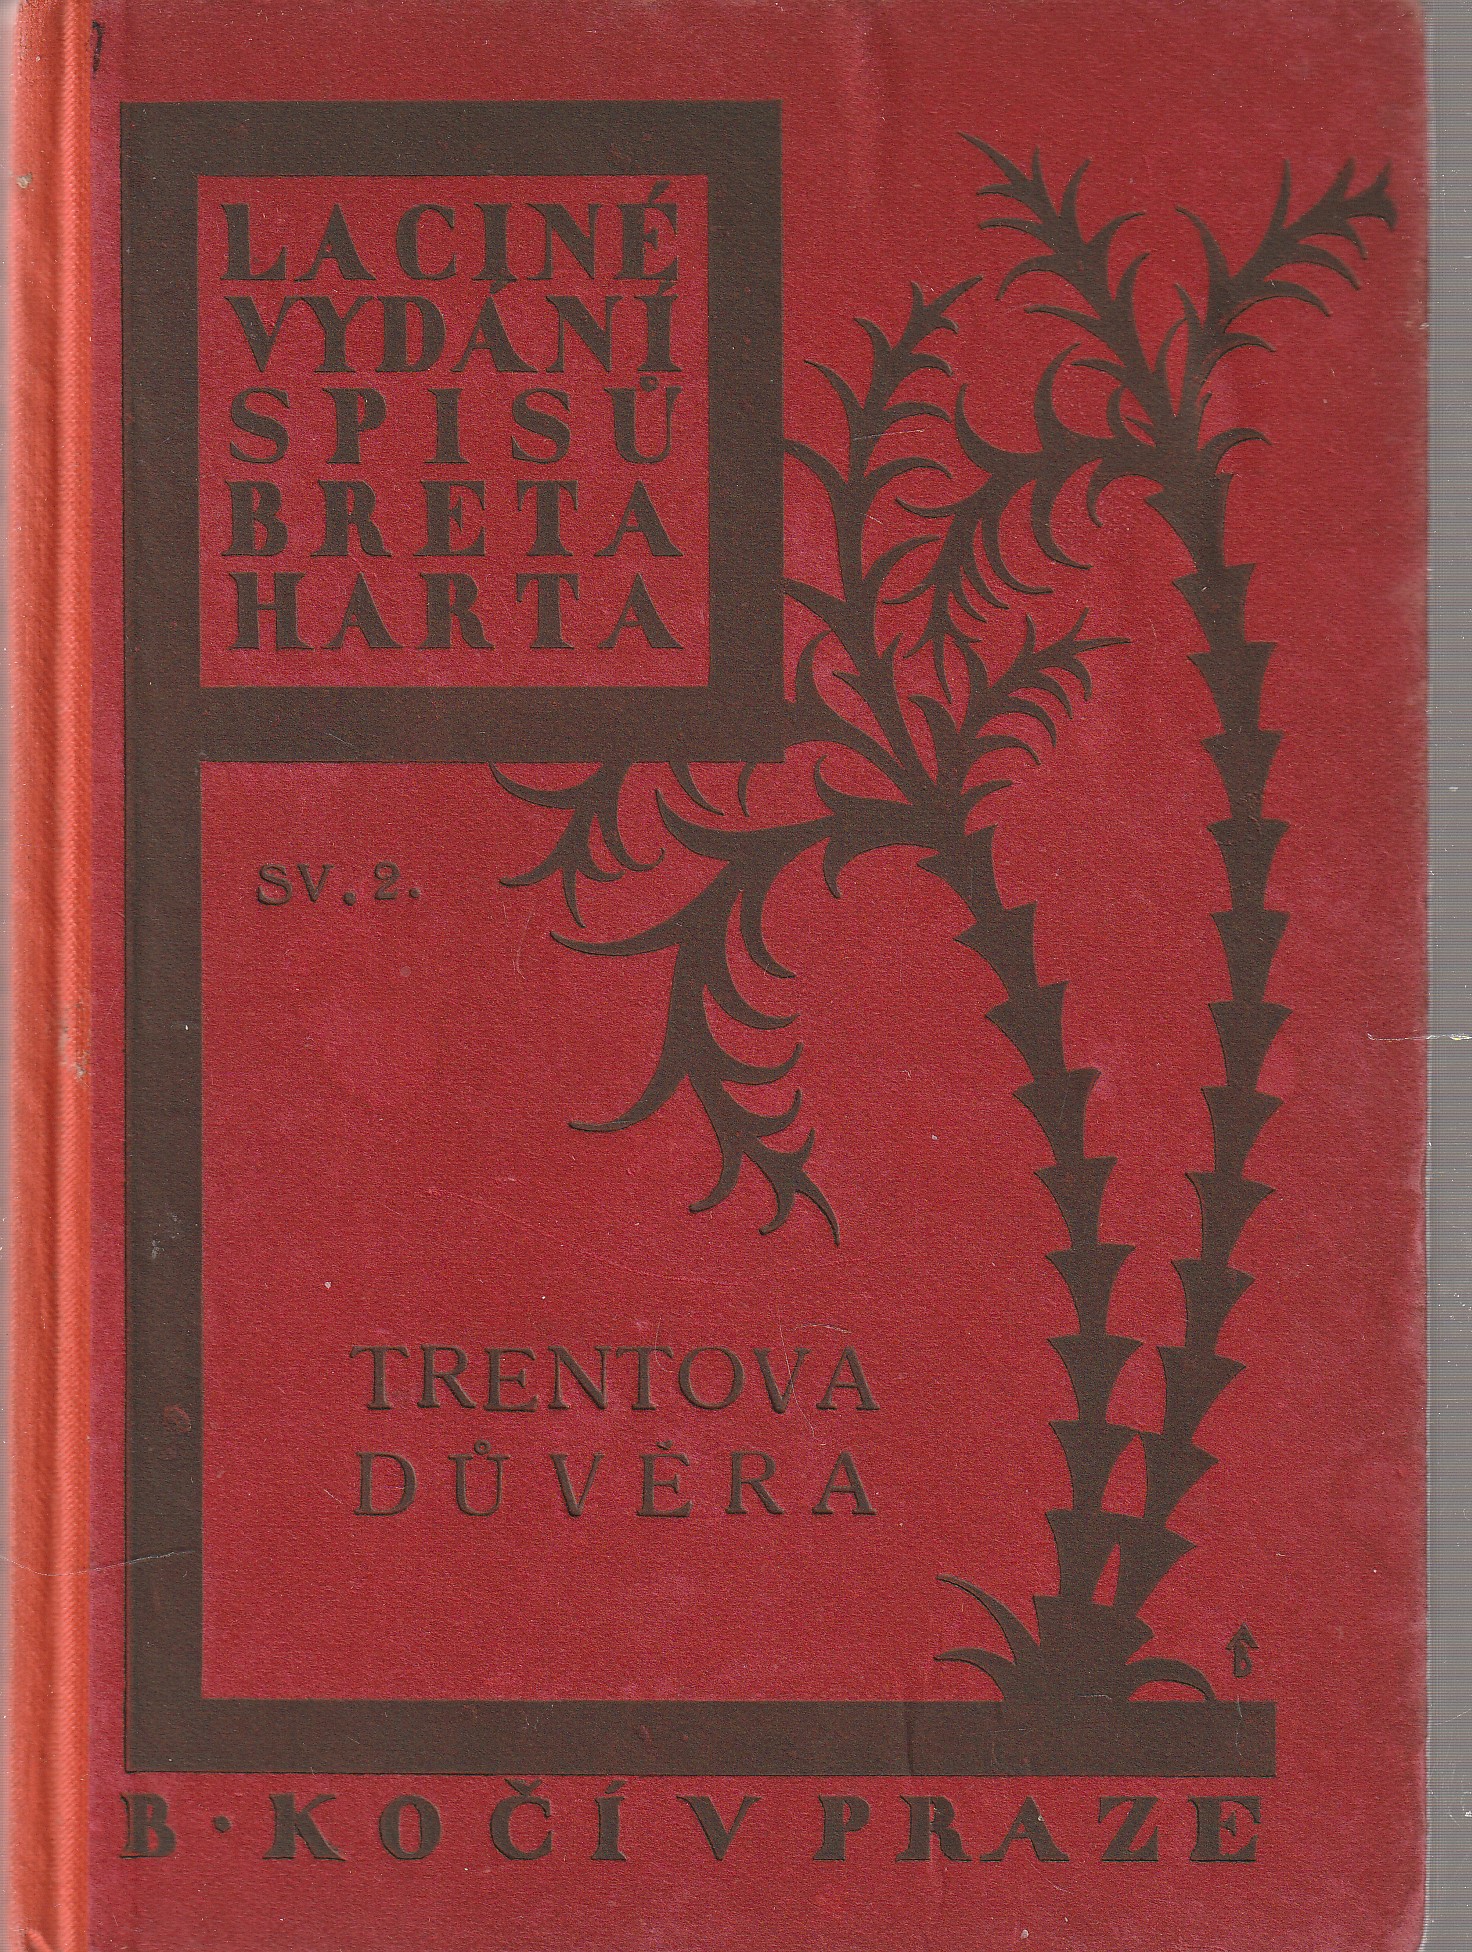 LACINÉ
VYDÁNÍ
SPISŮ
BRETA
HARTA
SV. 2.
TRENTOVA
DŮVĚRA
B · KOČÍ V PRAZE